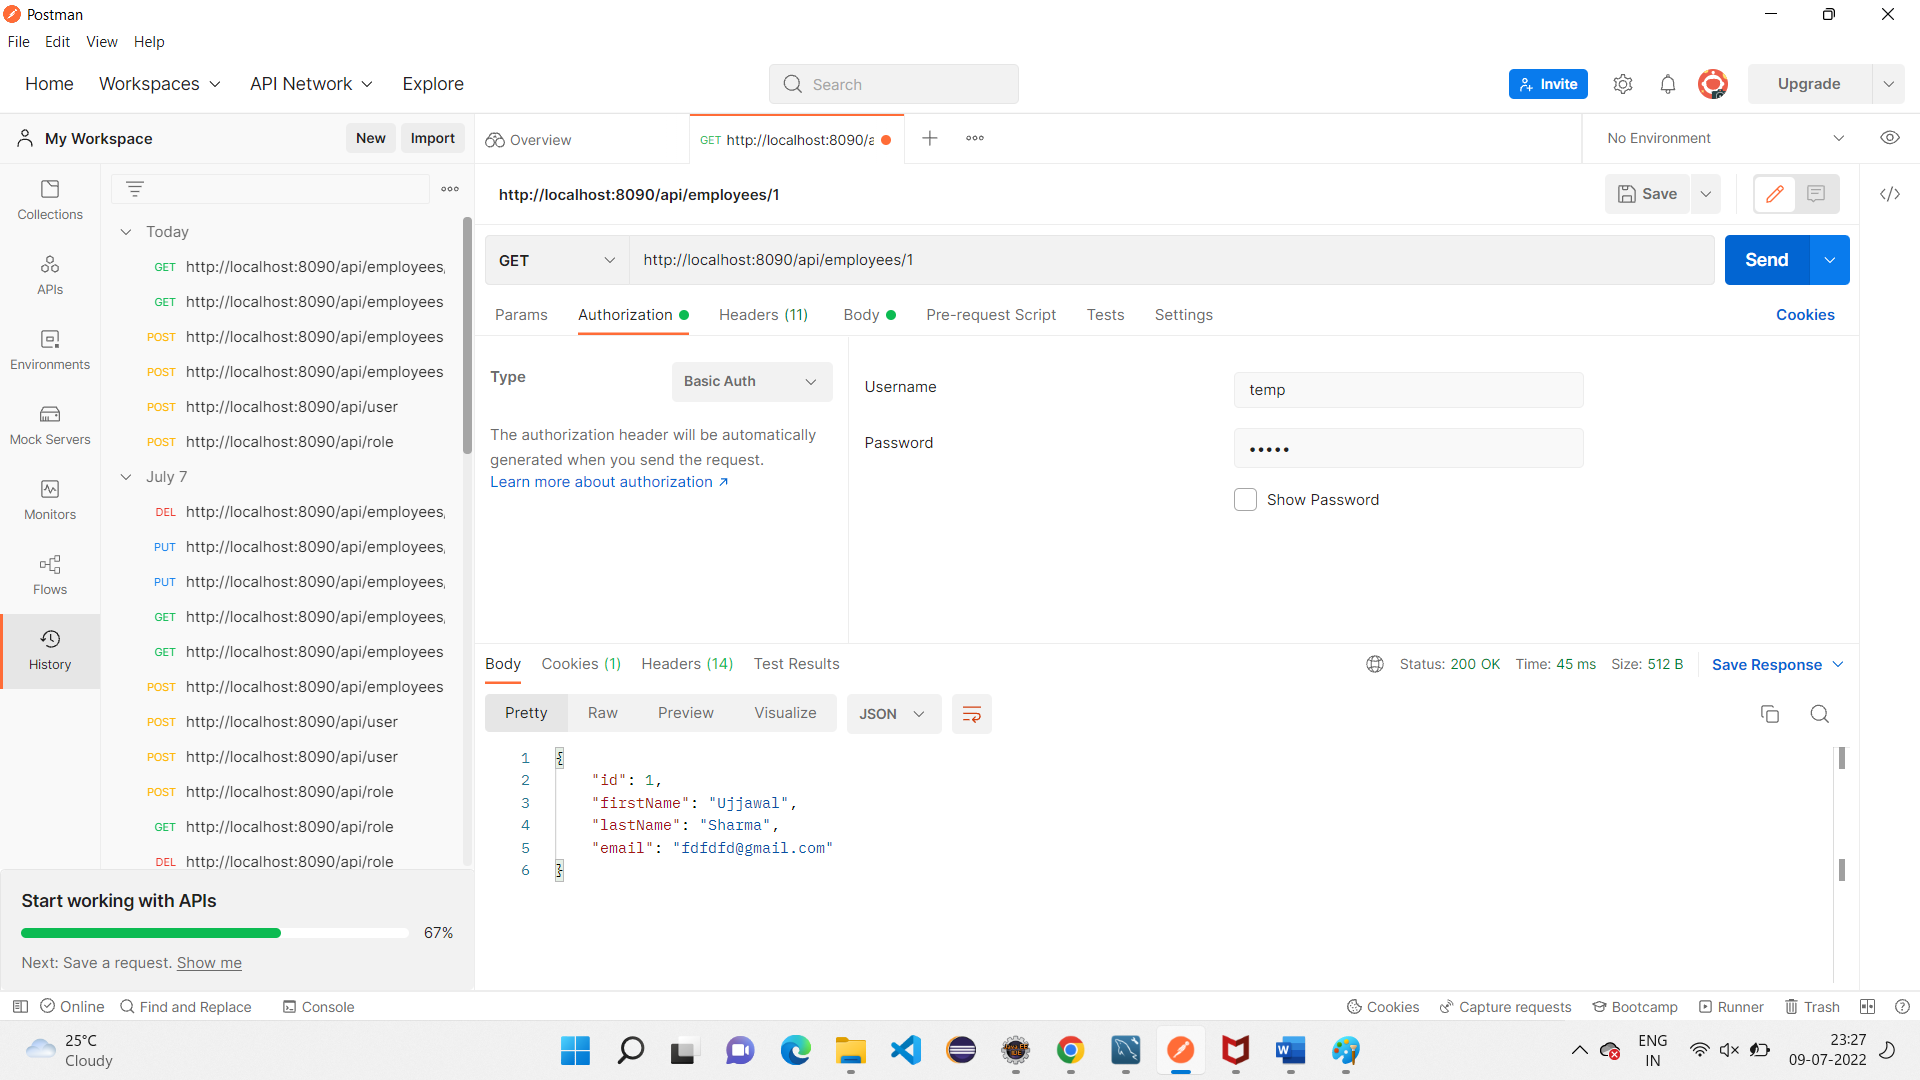 Postman
File Edit View Help
Home Workspaces API Network Explore
Search
Invite
Upgrade
My Workspace
New
Import
Overview
GET http://localhost:8090/a
No Environment
Collections
APIs
Environments
Mock Servers
Monitors
Flows
History
Today
GET http://localhost:8090/api/employees,
GET http://localhost:8090/api/employees
POST http://localhost:8090/api/employees
POST http://localhost:8090/api/employees
POST http://localhost:8090/api/user
POST http://localhost:8090/api/role
July 7
DEL http://localhost:8090/api/employees,
PUT http://localhost:8090/api/employees,
PUT http://localhost:8090/api/employees,
GET http://localhost:8090/api/employees,
GET http://localhost:8090/api/employees
POST http://localhost:8090/api/employees
POST http://localhost:8090/api/user
POST http://localhost:8090/api/user
POST http://localhost:8090/api/role
GET http://localhost:8090/api/role
DEL http://localhost:8090/api/role
Start working with APIs
67%
Next: Save a request. Show me
http://localhost:8090/api/employees/1
Save
</>
GET
http://localhost:8090/api/employees/1
Send
Params Authorization Headers (11) Body Pre-request Script Tests Settings
Cookies
Type
Basic Auth
The authorization header will be automatically
generated when you send the request.
Learn more about authorization ↗
Username
temp
Password
•••••
Show Password
Body Cookies (1) Headers (14) Test Results
Status: 200 OK Time: 45 ms Size: 512 B
Save Response
Pretty Raw Preview Visualize
JSON
1 {
2 "id": 1,
3 "firstName": "Ujjawal",
4 "lastName": "Sharma",
5 "email": "fdfdfd@gmail.com"
6 }
Online Find and Replace Console
Cookies Capture requests Bootcamp Runner Trash
25°C
Cloudy
ENG
IN
23:27
09-07-2022